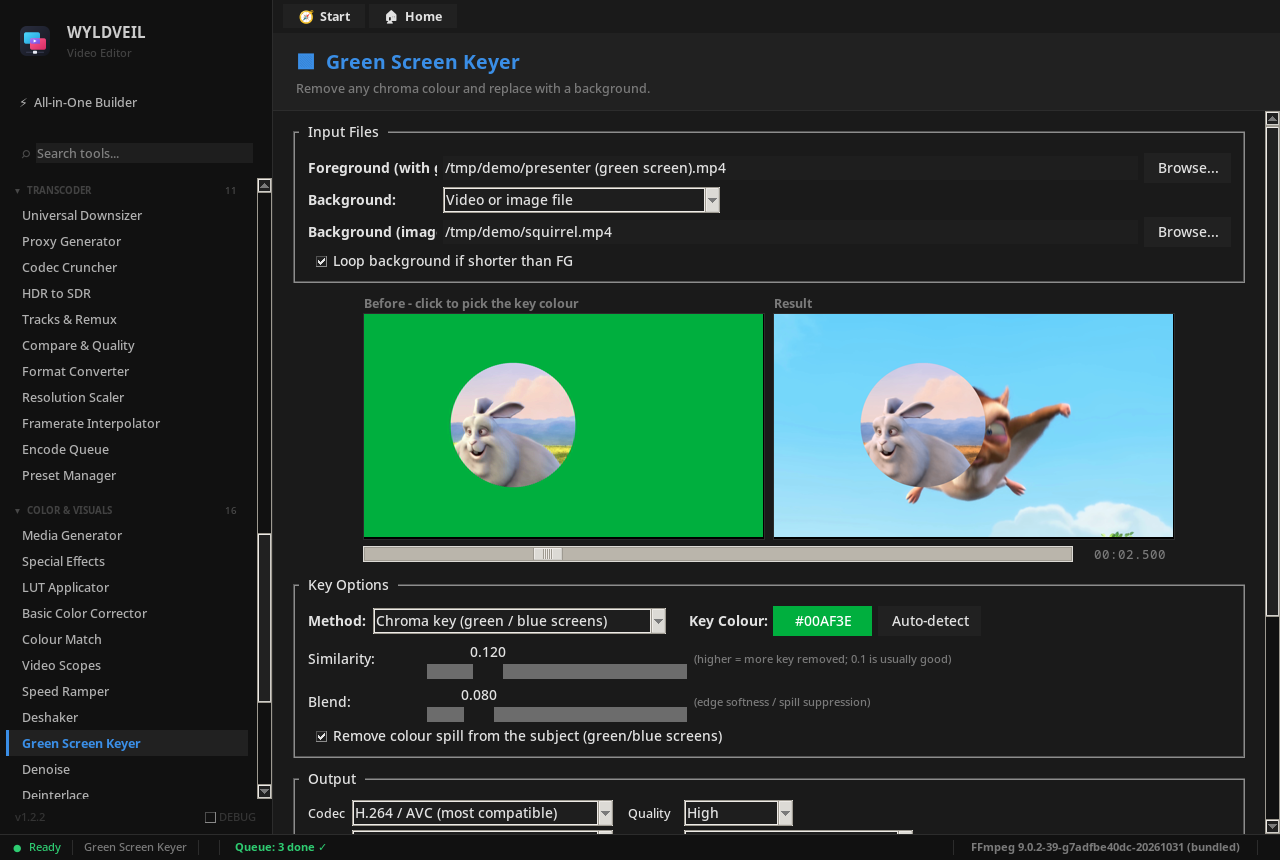 WYLDVEIL
Video Editor
⚡ All-in-One Builder
Search tools...
TRANSCODER 11
Universal Downsizer
Proxy Generator
Codec Cruncher
HDR to SDR
Tracks & Remux
Compare & Quality
Format Converter
Resolution Scaler
Framerate Interpolator
Encode Queue
Preset Manager
COLOR & VISUALS 16
Media Generator
Special Effects
LUT Applicator
Basic Color Corrector
Colour Match
Video Scopes
Speed Ramper
Deshaker
Green Screen Keyer
Denoise
Deinterlace
v1.2.2 DEBUG
Start Home
Green Screen Keyer
Remove any chroma colour and replace with a background.
Input Files
Foreground (with g /tmp/demo/presenter (green screen).mp4 Browse...
Background: Video or image file
Background (imag /tmp/demo/squirrel.mp4 Browse...
Loop background if shorter than FG
Before - click to pick the key colour Result
00:02.500
Key Options
Method: Chroma key (green / blue screens) Key Colour: #00AF3E Auto-detect
0.120
Similarity: (higher = more key removed; 0.1 is usually good)
0.080
Blend: (edge softness / spill suppression)
Remove colour spill from the subject (green/blue screens)
Output
Codec H.264 / AVC (most compatible) Quality High
● Ready Green Screen Keyer Queue: 3 done ✓ FFmpeg 9.0.2-39-g7adfbe40dc-20261031 (bundled)